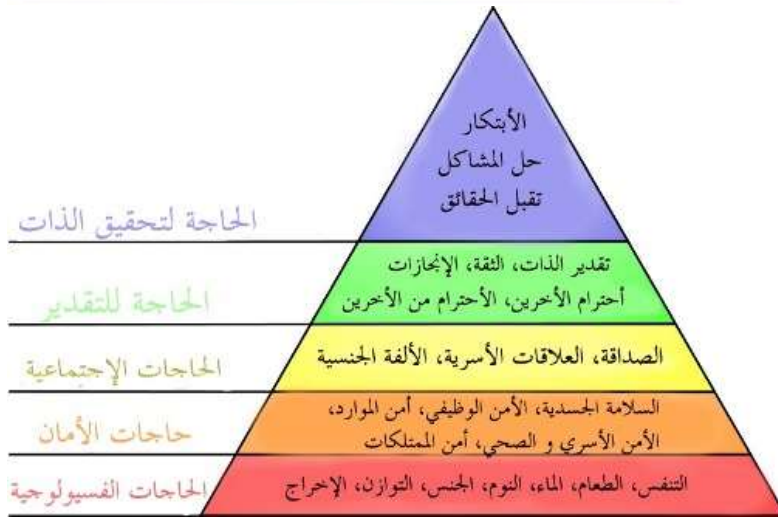 الأبتكار
حل المشاكل
تقبل الحقائق
الحاجة لتحقيق الذات
تقدير الذات، الثقة، الإنجازات
أحترام الأخرين، الأحترام من الأخرين
الحاجة للتقدير
الصداقة، العلاقات الأسرية، الألفة الجنسية
الحاجات الإجتماعية
السلامة الجسدية، الأمن الوظيفي، أمن الموارد،
الأمن الأسري و الصحي، أمن الممتلكات
حاجات الأمان
التنفس، الطعام، الماء، النوم، الجنس، التوازن، الإخراج
الحاجات الفسيولوجية